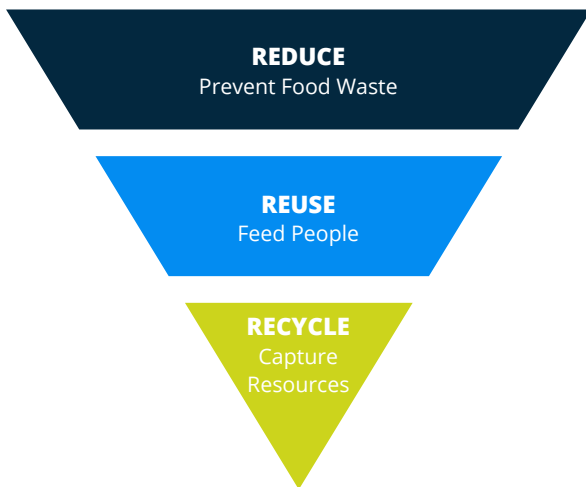 REDUCE
Prevent Food Waste
REUSE
Feed People
RECYCLE
Capture
Resources